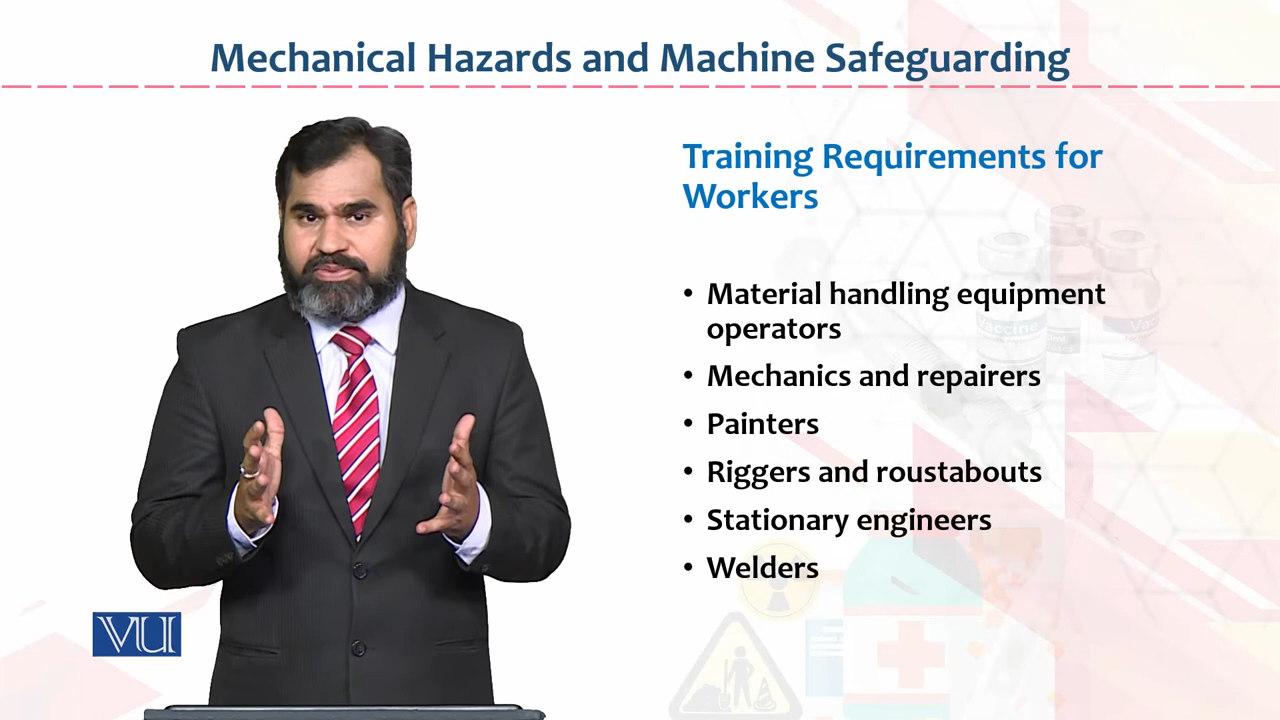 Mechanical Hazards and Machine Safeguarding
Training Requirements for
Workers
• Material handling equipment
operators
• Mechanics and repairers
• Painters
• Riggers and roustabouts
• Stationary engineers
• Welders
Vaccine
VU